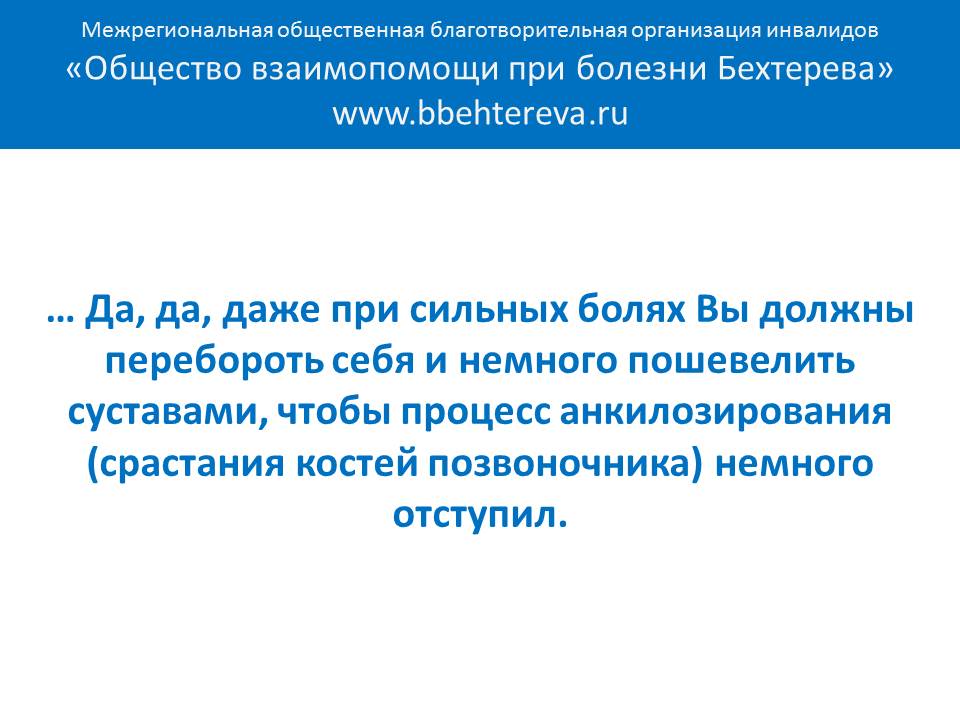 Межрегиональная общественная благотворительная организация инвалидов
«Общество взаимопомощи при болезни Бехтерева»
www.bbehtereva.ru
… Да, да, даже при сильных болях Вы должны
перебороть себя и немного пошевелить
суставами, чтобы процесс анкилозирования
(срастания костей позвоночника) немного
отступил.